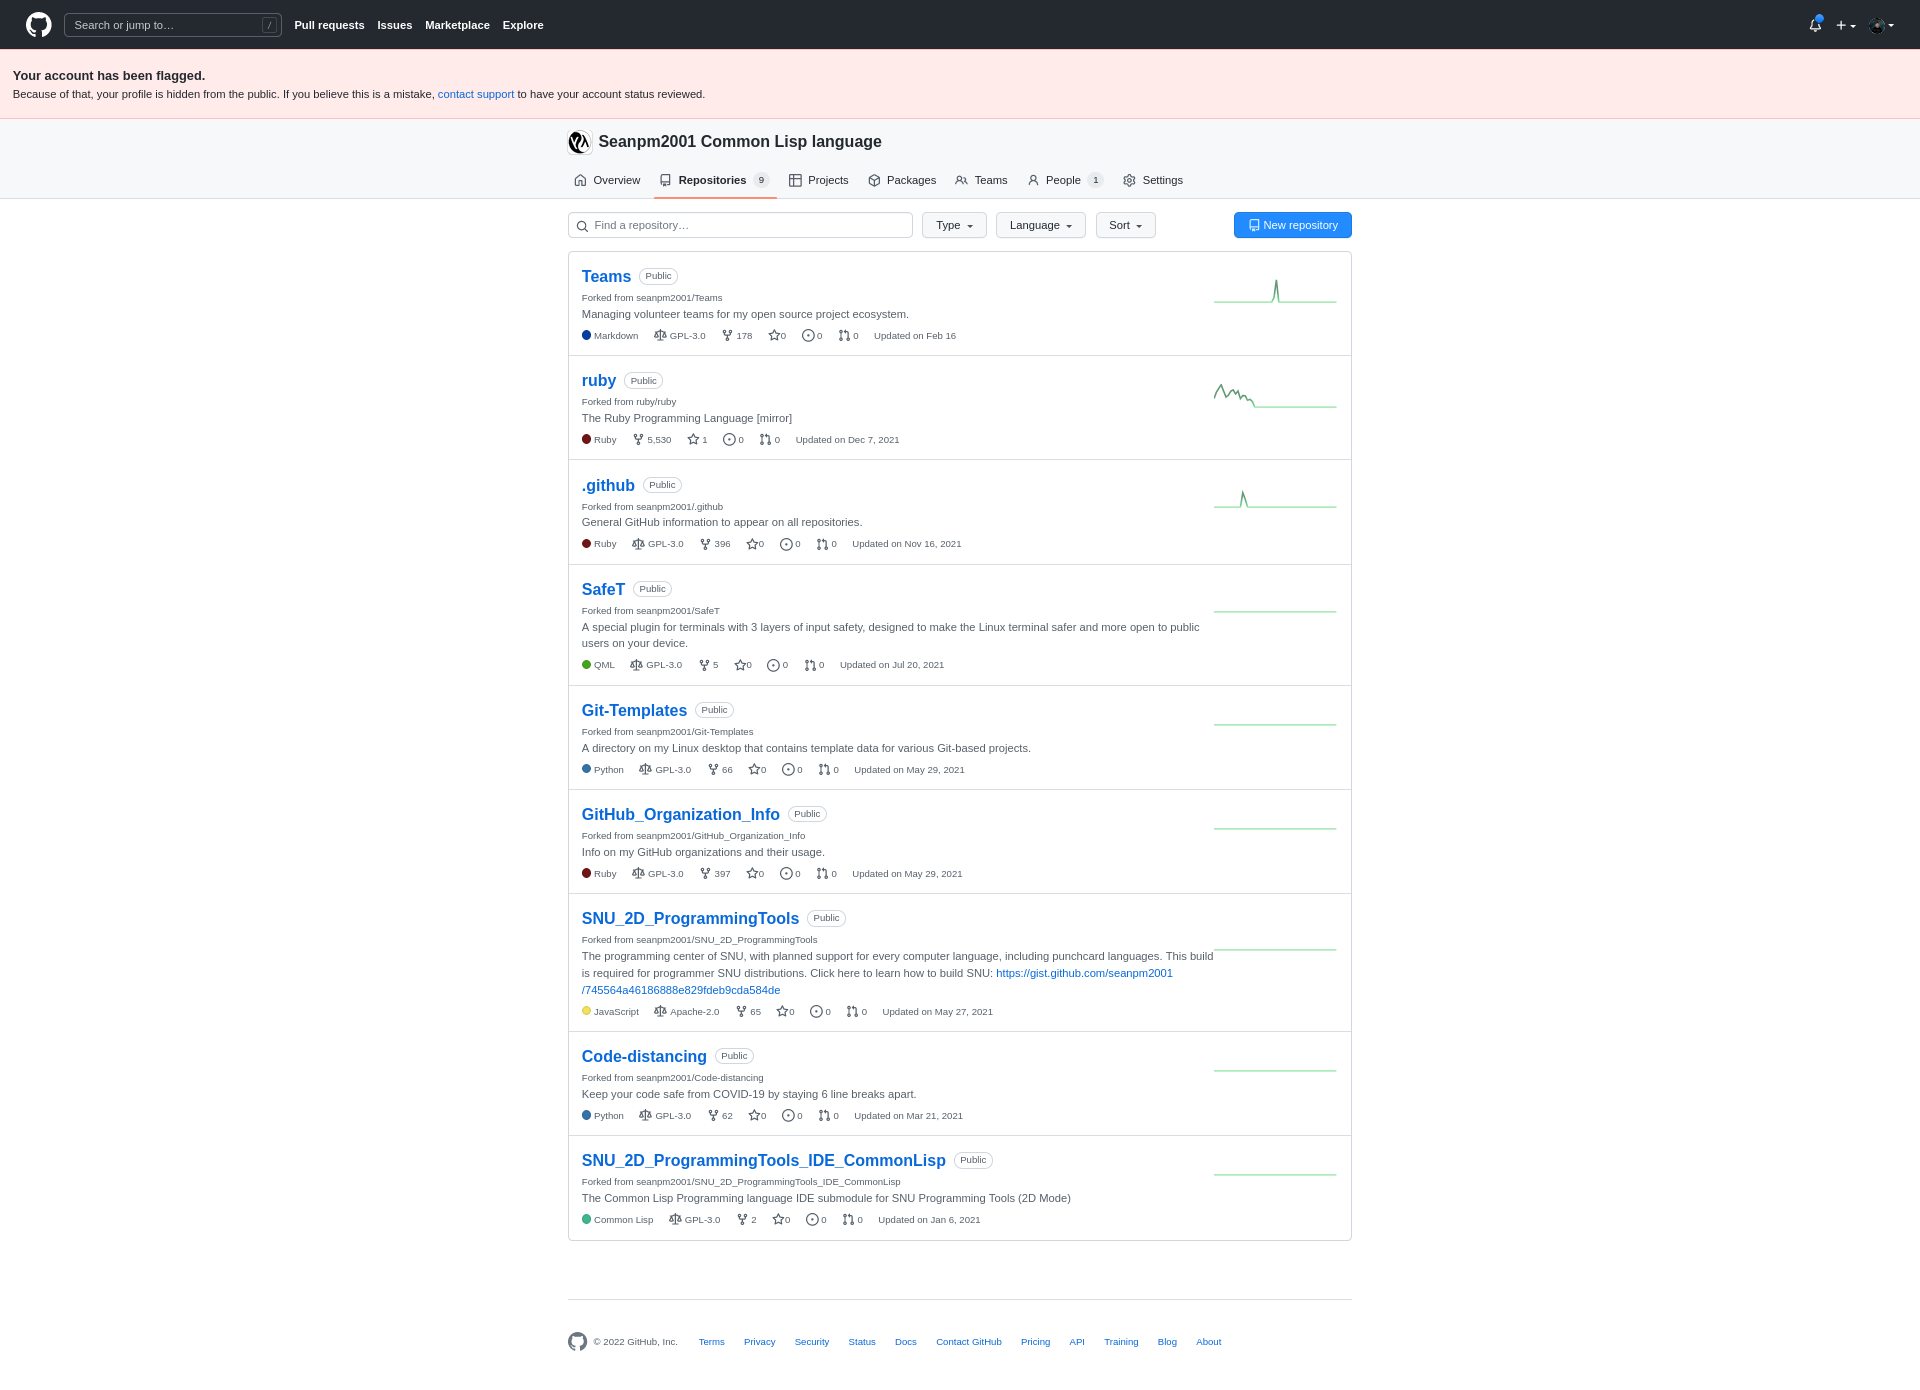 Search or jump to… /
Pull requests Issues Marketplace Explore
Your account has been flagged.
Because of that, your profile is hidden from the public. If you believe this is a mistake, contact support to have your account status reviewed.
Seanpm2001 Common Lisp language
Overview Repositories 9 Projects Packages Teams People 1 Settings
Find a repository… Type Language Sort New repository
Teams Public
Forked from seanpm2001/Teams
Managing volunteer teams for my open source project ecosystem.
Markdown GPL-3.0 178 0 0 0 Updated on Feb 16
ruby Public
Forked from ruby/ruby
The Ruby Programming Language [mirror]
Ruby 5,530 1 0 0 Updated on Dec 7, 2021
.github Public
Forked from seanpm2001/.github
General GitHub information to appear on all repositories.
Ruby GPL-3.0 396 0 0 0 Updated on Nov 16, 2021
SafeT Public
Forked from seanpm2001/SafeT
A special plugin for terminals with 3 layers of input safety, designed to make the Linux terminal safer and more open to public
users on your device.
QML GPL-3.0 5 0 0 0 Updated on Jul 20, 2021
Git-Templates Public
Forked from seanpm2001/Git-Templates
A directory on my Linux desktop that contains template data for various Git-based projects.
Python GPL-3.0 66 0 0 0 Updated on May 29, 2021
GitHub_Organization_Info Public
Forked from seanpm2001/GitHub_Organization_Info
Info on my GitHub organizations and their usage.
Ruby GPL-3.0 397 0 0 0 Updated on May 29, 2021
SNU_2D_ProgrammingTools Public
Forked from seanpm2001/SNU_2D_ProgrammingTools
The programming center of SNU, with planned support for every computer language, including punchcard languages. This build
is required for programmer SNU distributions. Click here to learn how to build SNU: https://gist.github.com/seanpm2001
/745564a46186888e829fdeb9cda584de
JavaScript Apache-2.0 65 0 0 0 Updated on May 27, 2021
Code-distancing Public
Forked from seanpm2001/Code-distancing
Keep your code safe from COVID-19 by staying 6 line breaks apart.
Python GPL-3.0 62 0 0 0 Updated on Mar 21, 2021
SNU_2D_ProgrammingTools_IDE_CommonLisp Public
Forked from seanpm2001/SNU_2D_ProgrammingTools_IDE_CommonLisp
The Common Lisp Programming language IDE submodule for SNU Programming Tools (2D Mode)
Common Lisp GPL-3.0 2 0 0 0 Updated on Jan 6, 2021
© 2022 GitHub, Inc. Terms Privacy Security Status Docs Contact GitHub Pricing API Training Blog About